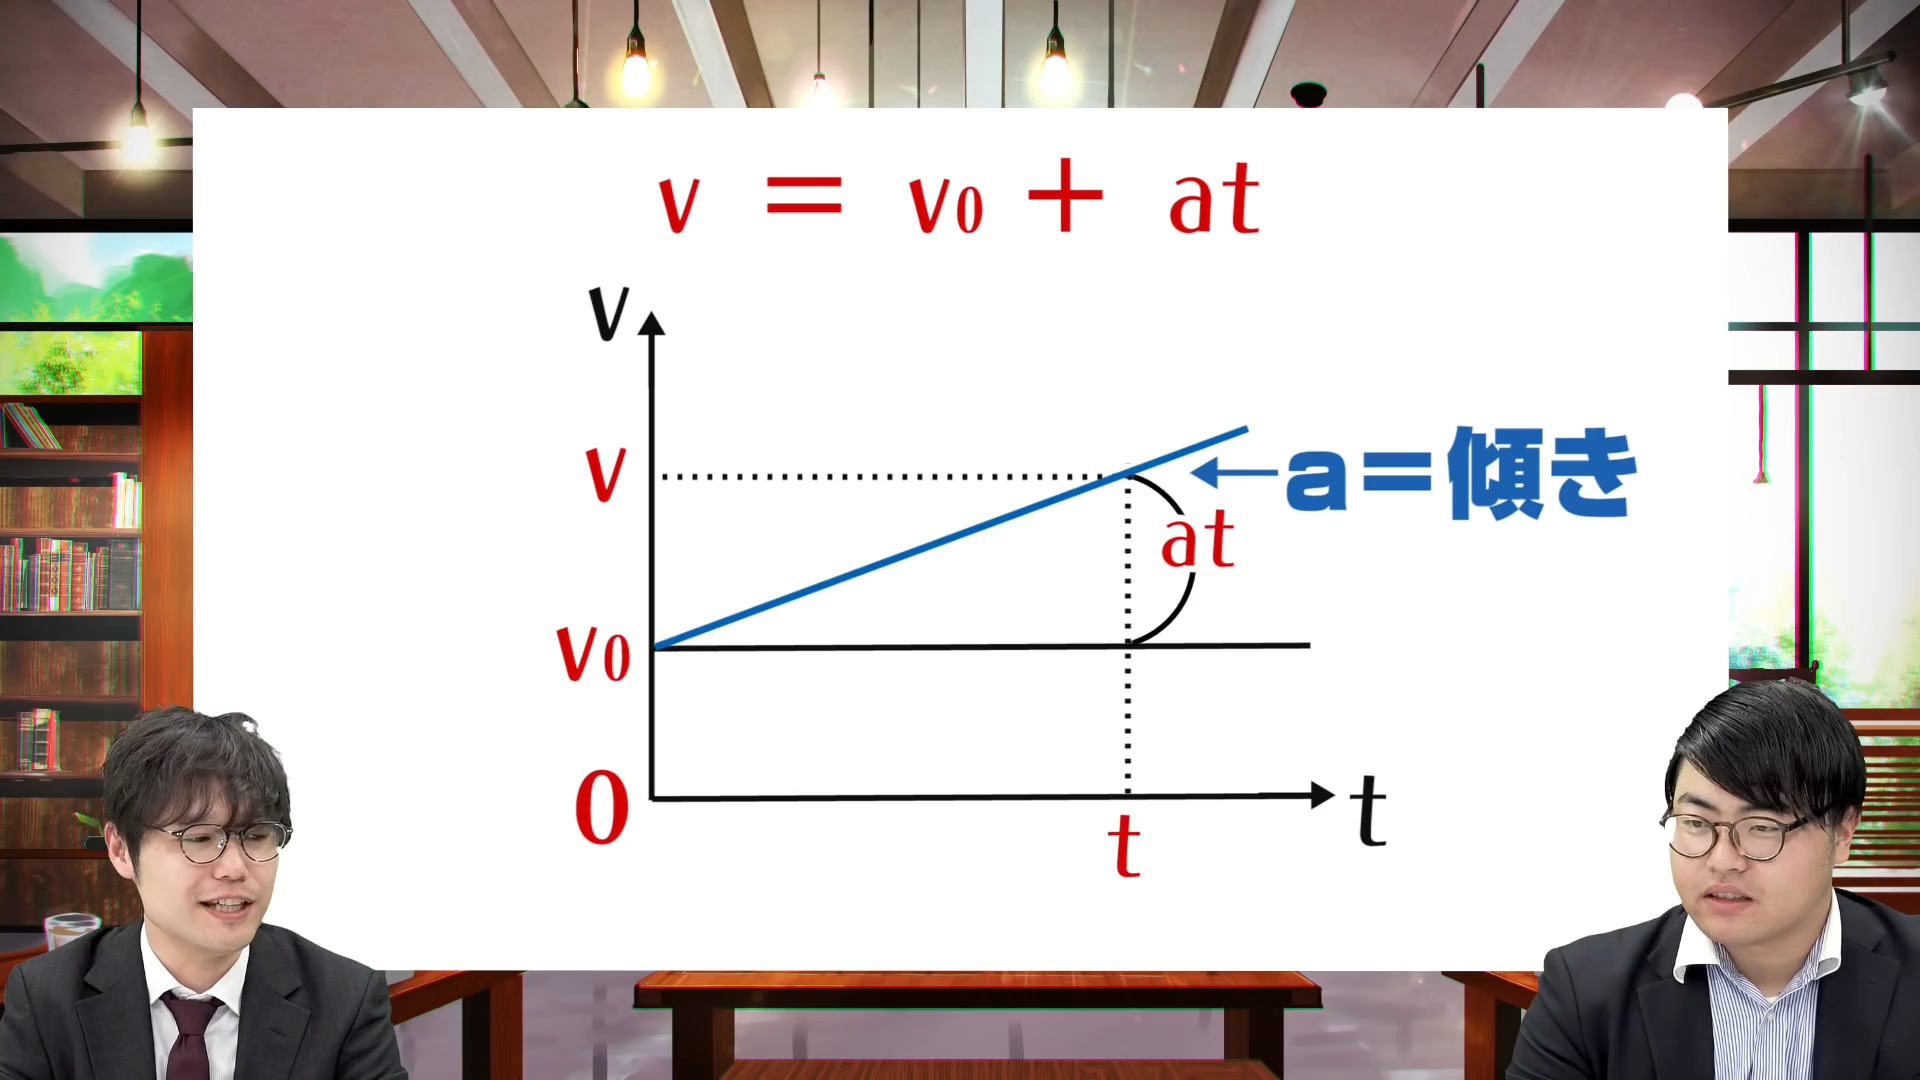 v = v0 + at
v
v
a=傾き
at
v0
0
t
t